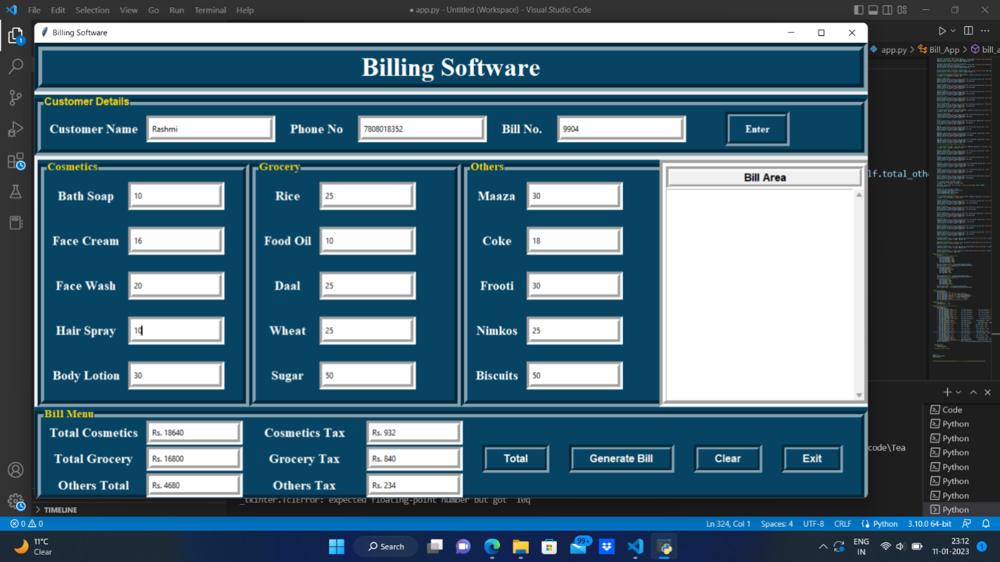 File Edit Selection View Go Run Terminal Help
● app.py - Untitled (Workspace) - Visual Studio Code
Billing Software
app.py > Bill_App > bill_a
Billing Software
Customer Details
Customer Name Rashmi Phone No 7808018352 Bill No. 9904 Enter
Cosmetics Grocery Others
Bill Area
lf.total_oth
Bath Soap 10 Rice 25 Maaza 30
Face Cream 16 Food Oil 10 Coke 18
Face Wash 20 Daal 25 Frooti 30
Hair Spray 10 Wheat 25 Nimkos 25
Body Lotion 30 Sugar 50 Biscuits 50
Bill Menu
Total Cosmetics Rs. 18640 Cosmetics Tax Rs. 932
Total Grocery Rs. 16800 Grocery Tax Rs. 840
Others Total Rs. 4680 Others Tax Rs. 234
Total Generate Bill Clear Exit
code\Tea
Code
Python
Python
Python
Python
Python
Python
Python
_tkinter.TclError: expected floating-point number but got "10q
TIMELINE
0 0
Ln 324, Col 1 Spaces: 4 UTF-8 CRLF Python 3.10.0 64-bit
11°C
Clear
Search
99+
ENG
IN
23:12
11-01-2023
1
1